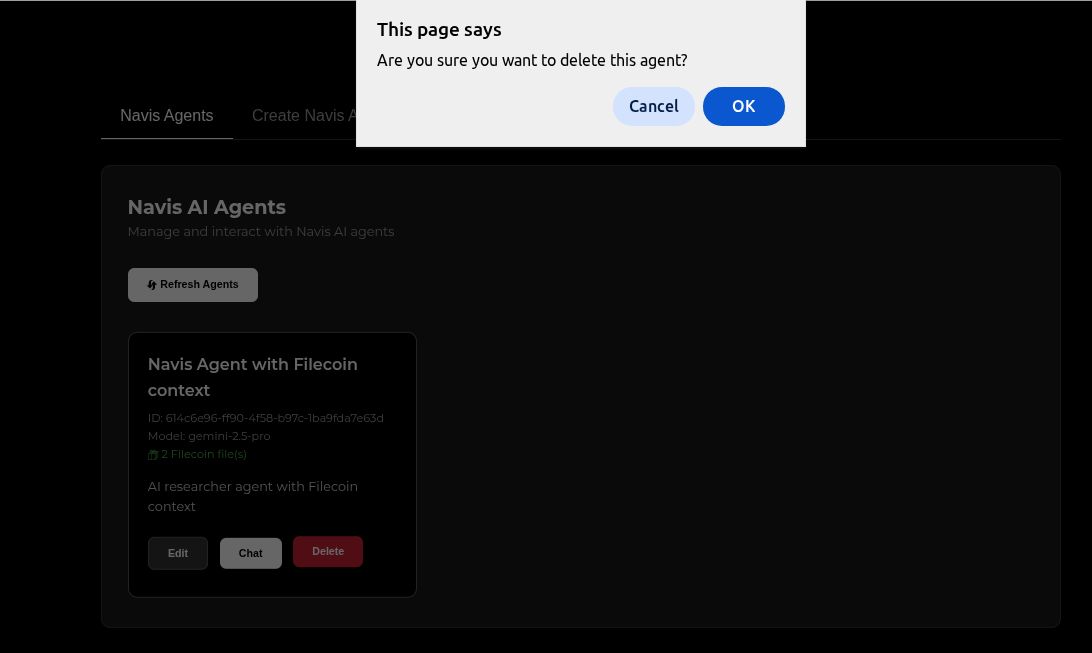 This page says
Are you sure you want to delete this agent?
Cancel OK
Navis Agents Create Navis A
Navis AI Agents
Manage and interact with Navis AI agents
Refresh Agents
Navis Agent with Filecoin
context
ID: 614c6e96-ff90-4f58-b97c-1ba9fda7e63d
Model: gemini-2.5-pro
2 Filecoin file(s)
AI researcher agent with Filecoin
context
Edit Chat Delete